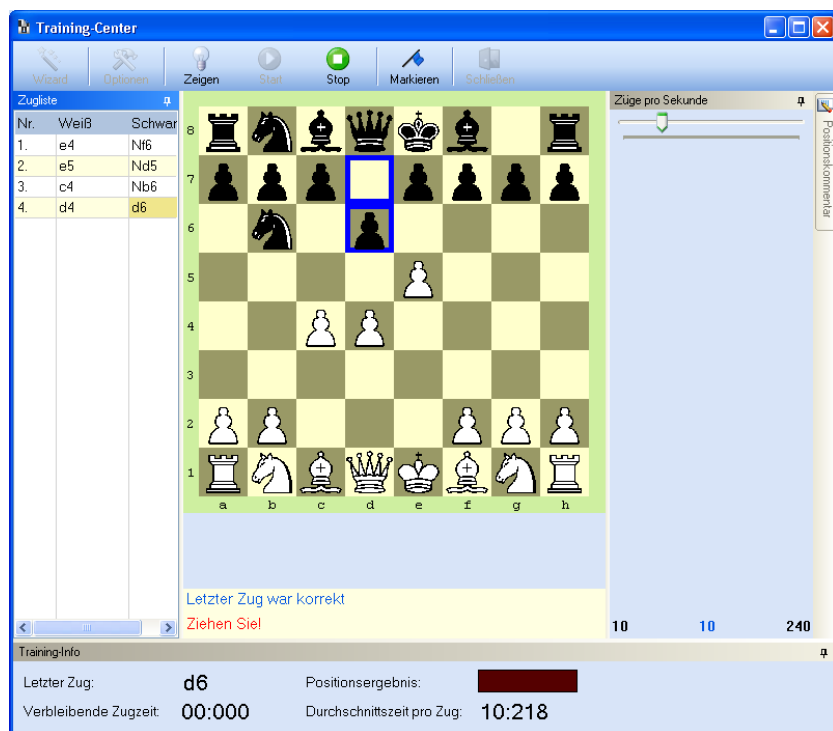 Training-Center
Wizard Optionen Zeigen Start Stop Markieren Schließen
Zugliste
Nr. Weiß Schwar
1. e4 Nf6
2. e5 Nd5
3. c4 Nb6
4. d4 d6
8
7
6
5
4
3
2
1
a b c d e f g h
Letzter Zug war korrekt
Ziehen Sie!
Züge pro Sekunde
10 10 240
Positionskommentar
Training-Info
Letzter Zug: d6 Positionsergebnis:
Verbleibende Zugzeit: 00:000 Durchschnittszeit pro Zug: 10:218